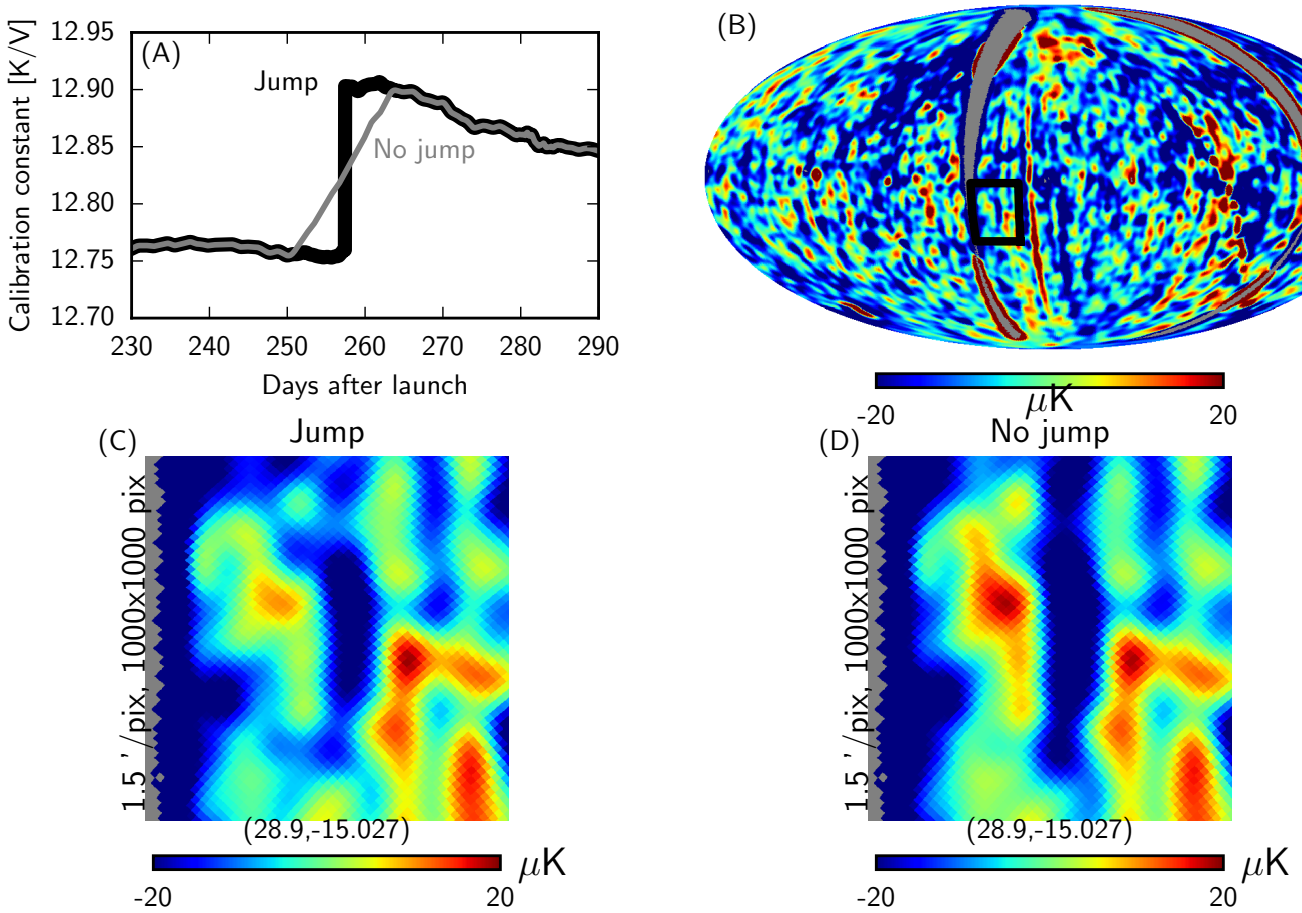 (A)
Calibration constant [K/V]
12.95
12.90
12.85
12.80
12.75
12.70
Jump
No jump
230 240 250 260 270 280 290
Days after launch
(B)
-20 μK 20
(C)
Jump
1.5 '/pix, 1000x1000 pix
(28.9,-15.027)
-20 20 μK
(D)
No jump
1.5 '/pix, 1000x1000 pix
(28.9,-15.027)
-20 20 μK